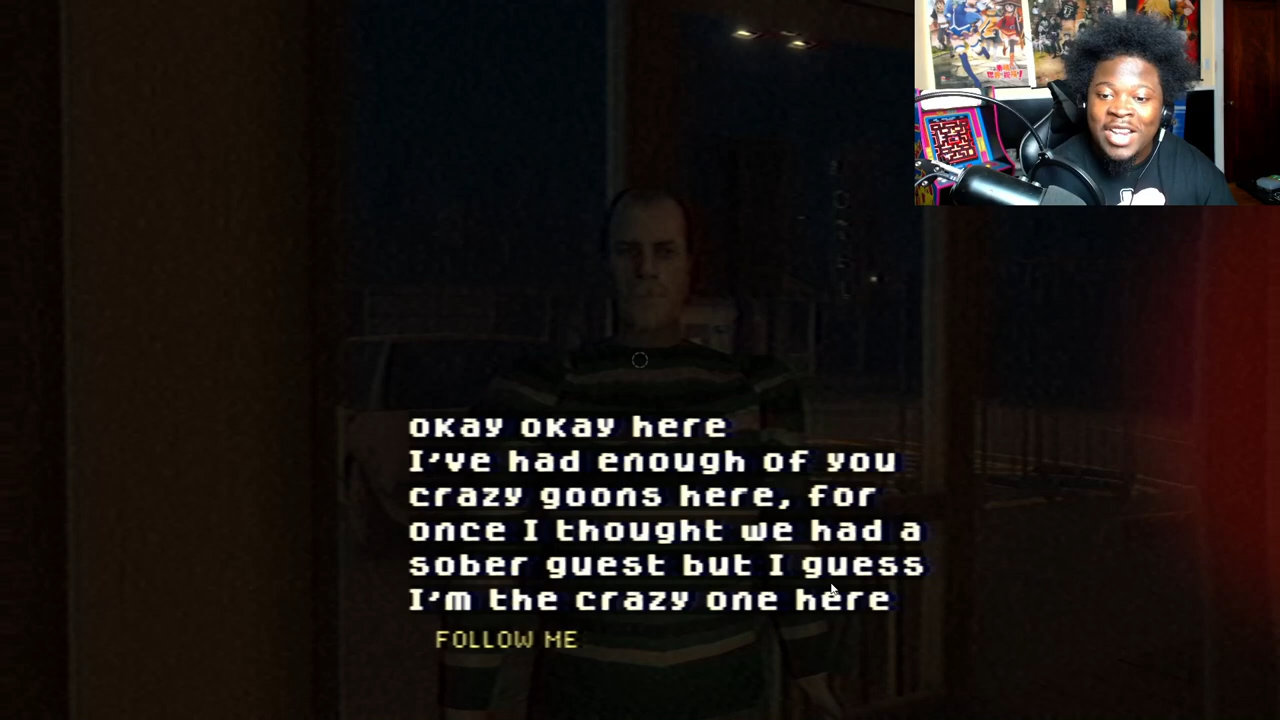 okay okay here
I've had enough of you
crazy goons here, for
once I thought we had a
sober guest but I guess
I'm the crazy one here
FOLLOW ME